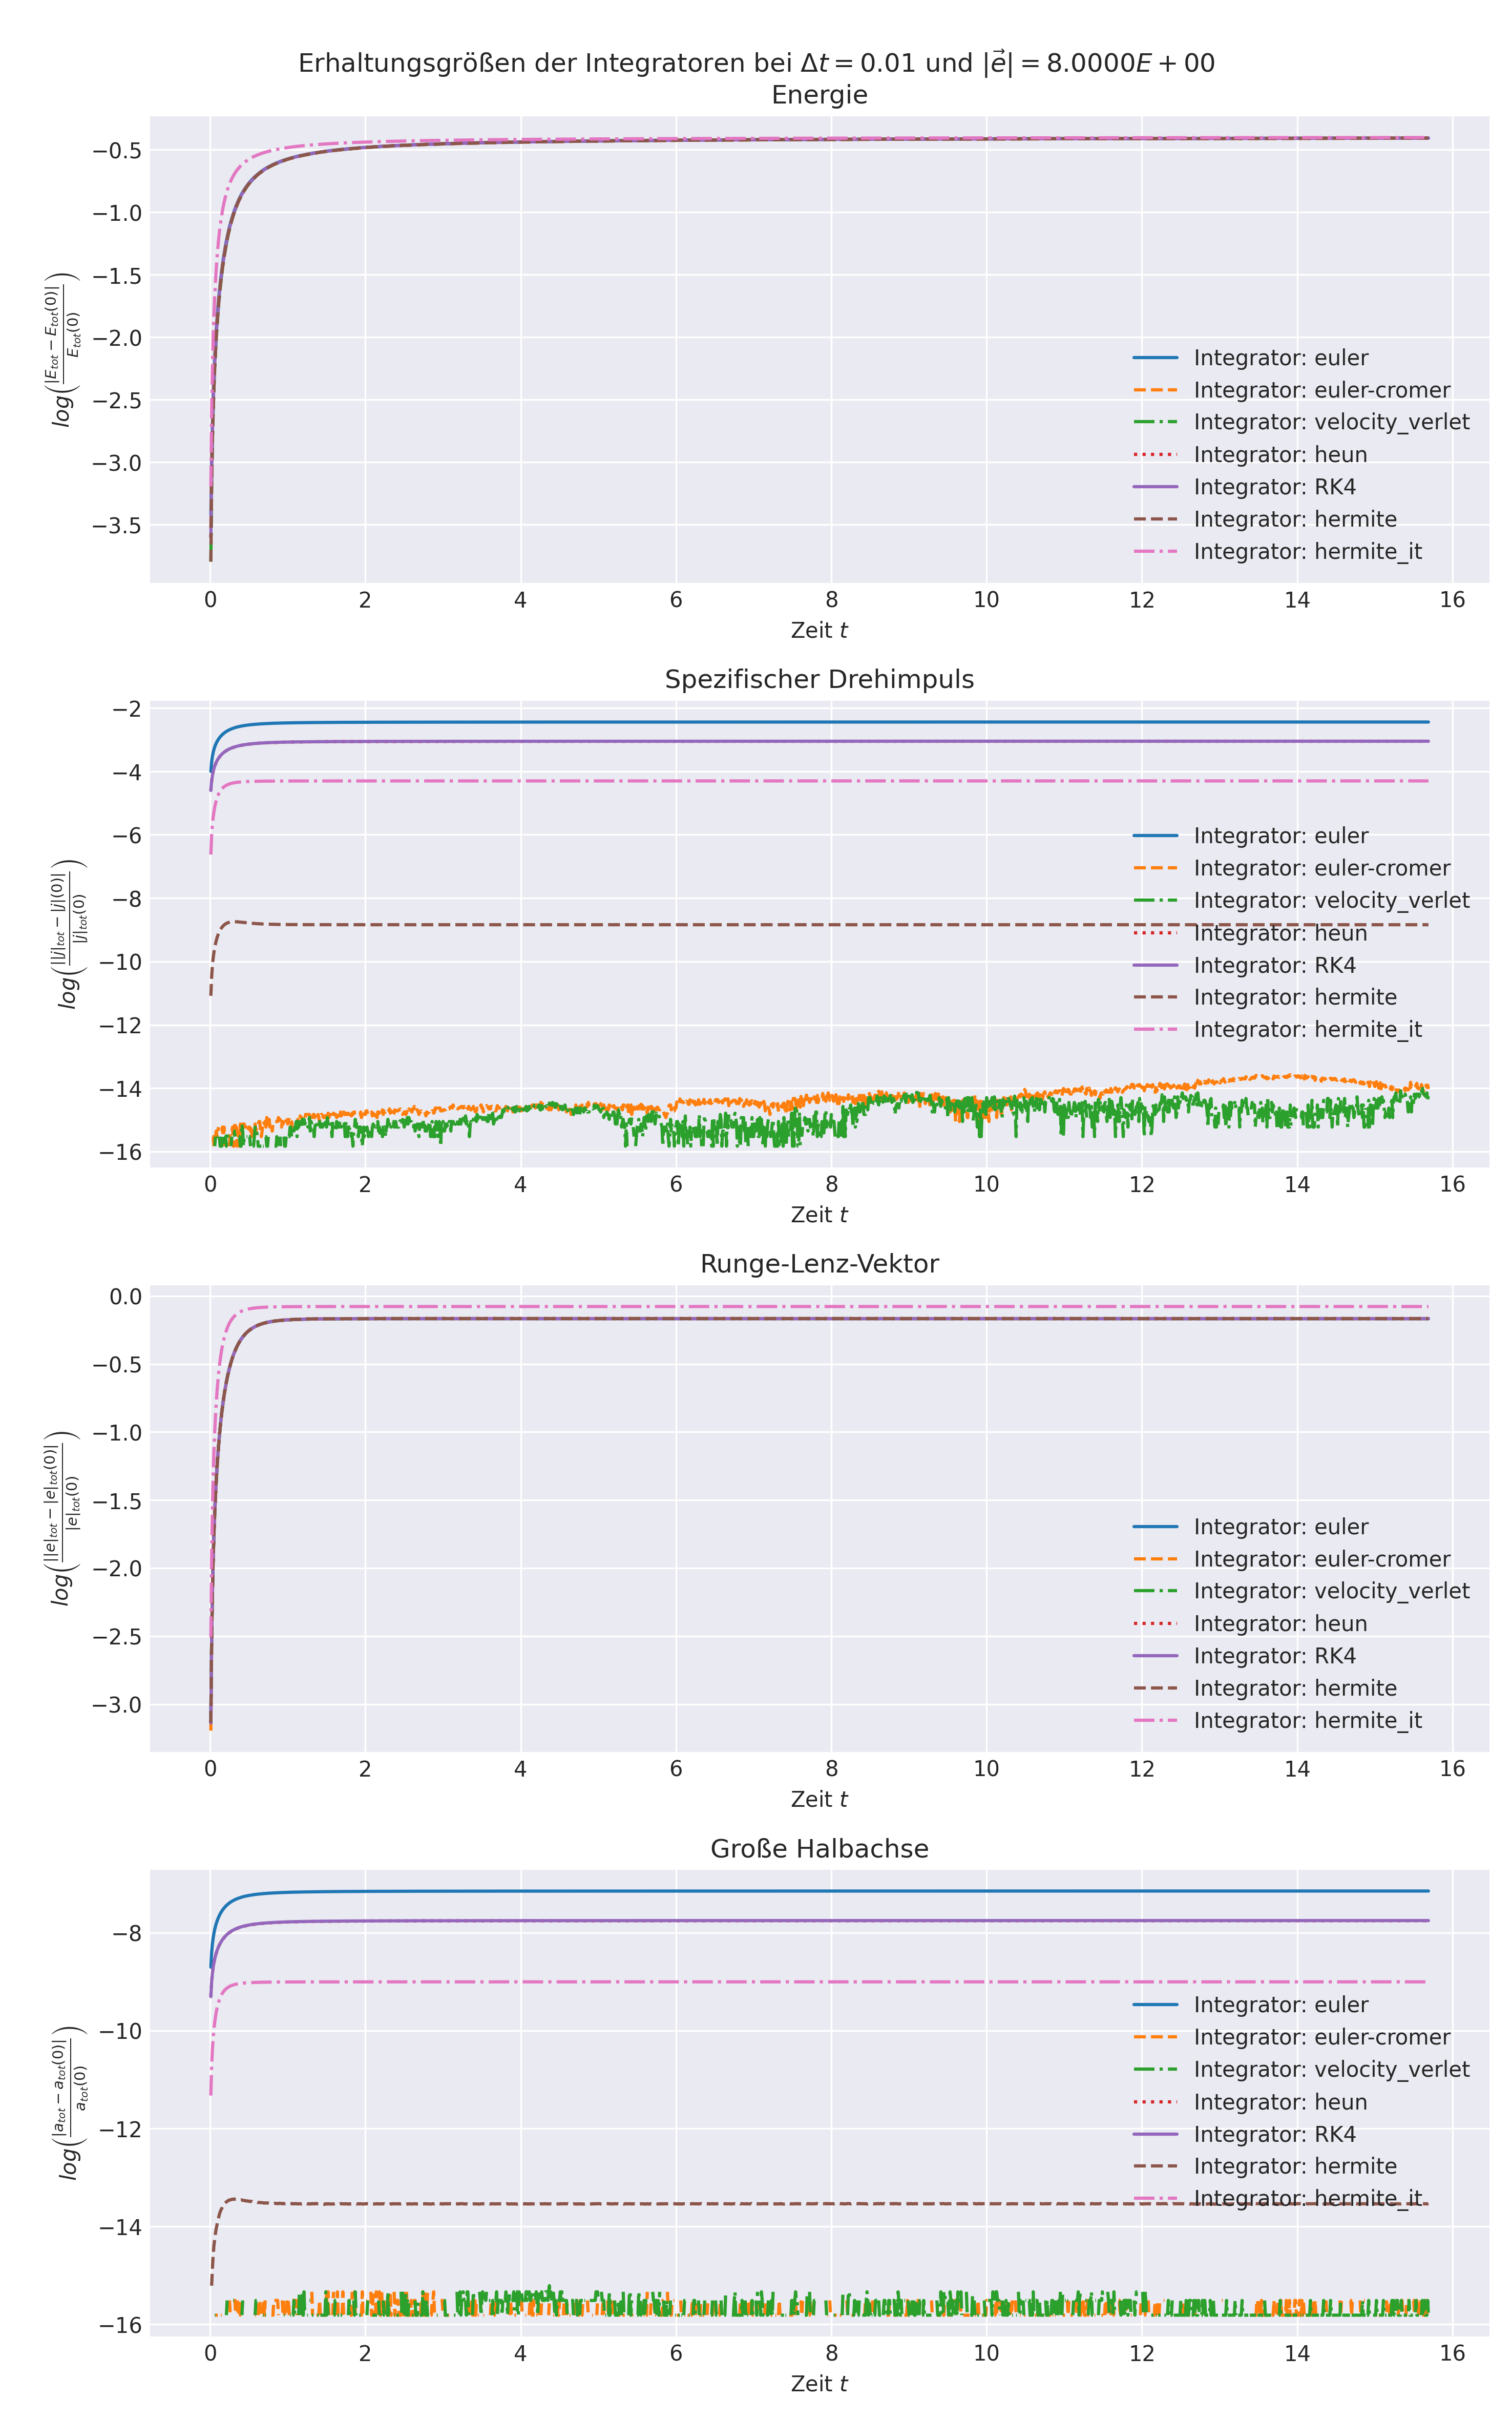 Erhaltungsgrößen der Integratoren bei Δt = 0.01 und |e⃗| = 8.0000E + 00
Energie
log(|E_tot − E_tot(0)| / E_tot(0))
−0.5
−1.0
−1.5
−2.0
−2.5
−3.0
−3.5
Integrator: euler
Integrator: euler-cromer
Integrator: velocity_verlet
Integrator: heun
Integrator: RK4
Integrator: hermite
Integrator: hermite_it
0 2 4 6 8 10 12 14 16
Zeit t
Spezifischer Drehimpuls
log(||j|_tot − |j|(0)| / |j|_tot(0))
−2
−4
−6
−8
−10
−12
−14
−16
Integrator: euler
Integrator: euler-cromer
Integrator: velocity_verlet
Integrator: heun
Integrator: RK4
Integrator: hermite
Integrator: hermite_it
0 2 4 6 8 10 12 14 16
Zeit t
Runge-Lenz-Vektor
log(||e|_tot − |e|_tot(0)| / |e|_tot(0))
0.0
−0.5
−1.0
−1.5
−2.0
−2.5
−3.0
Integrator: euler
Integrator: euler-cromer
Integrator: velocity_verlet
Integrator: heun
Integrator: RK4
Integrator: hermite
Integrator: hermite_it
0 2 4 6 8 10 12 14 16
Zeit t
Große Halbachse
log(|a_tot − a_tot(0)| / a_tot(0))
−8
−10
−12
−14
−16
Integrator: euler
Integrator: euler-cromer
Integrator: velocity_verlet
Integrator: heun
Integrator: RK4
Integrator: hermite
Integrator: hermite_it
0 2 4 6 8 10 12 14 16
Zeit t